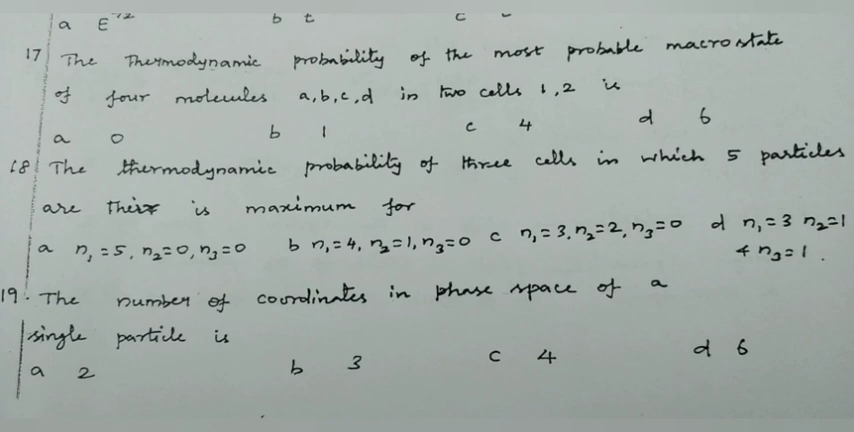 a E
17 The Thermodynamic probability of the most probable macrostate
of four molecules a,b,c,d in two cells 1,2 is
a 0 b 1 c 4 d 6
18 The thermodynamic probability of three cells in which 5 particles
are their is maximum for
a n₁=5, n₂=0, n₃=0 b n₁=4, n₂=1, n₃=0 c n₁=3, n₂=2, n₃=0 d n₁=3 n₂=1
& n₃=1.
19. The number of coordinates in phase space of a
single particle is
a 2 b 3 c 4 d 6